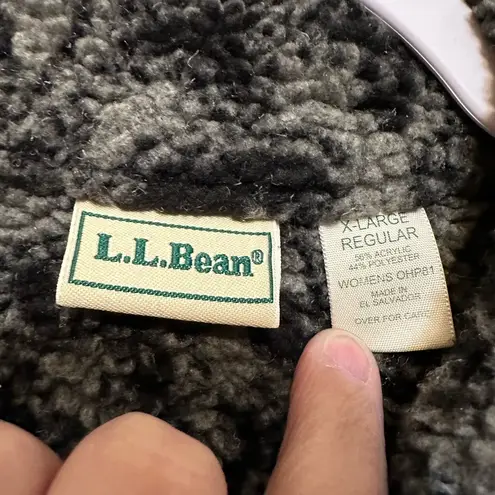 L.L.Bean®
X-LARGE
REGULAR
56% ACRYLIC
44% POLYESTER
WOMENS OHP81
MADE IN
EL SALVADOR
OVER FOR CARE